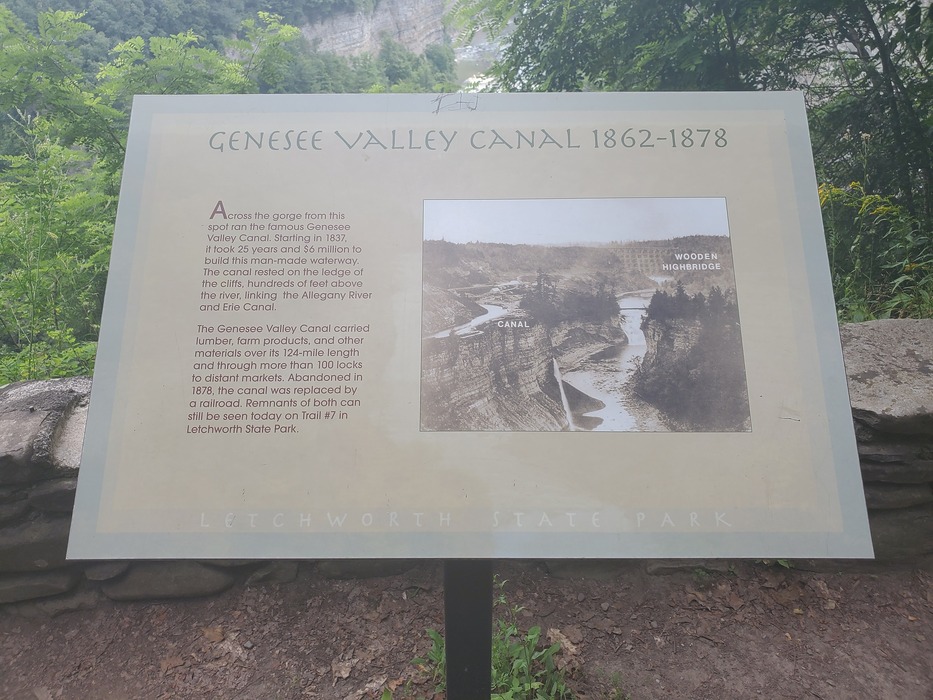 GENESEE VALLEY CANAL 1862-1878
Across the gorge from this
spot ran the famous Genesee
Valley Canal. Starting in 1837,
it took 25 years and $6 million to
build this man-made waterway.
The canal rested on the ledge of
the cliffs, hundreds of feet above
the river, linking the Allegany River
and Erie Canal.
The Genesee Valley Canal carried
lumber, farm products, and other
materials over its 124-mile length
and through more than 100 locks
to distant markets. Abandoned in
1878, the canal was replaced by
a railroad. Remnants of both can
still be seen today on Trail #7 in
Letchworth State Park.
WOODEN
HIGHBRIDGE
CANAL
LETCHWORTH STATE PARK